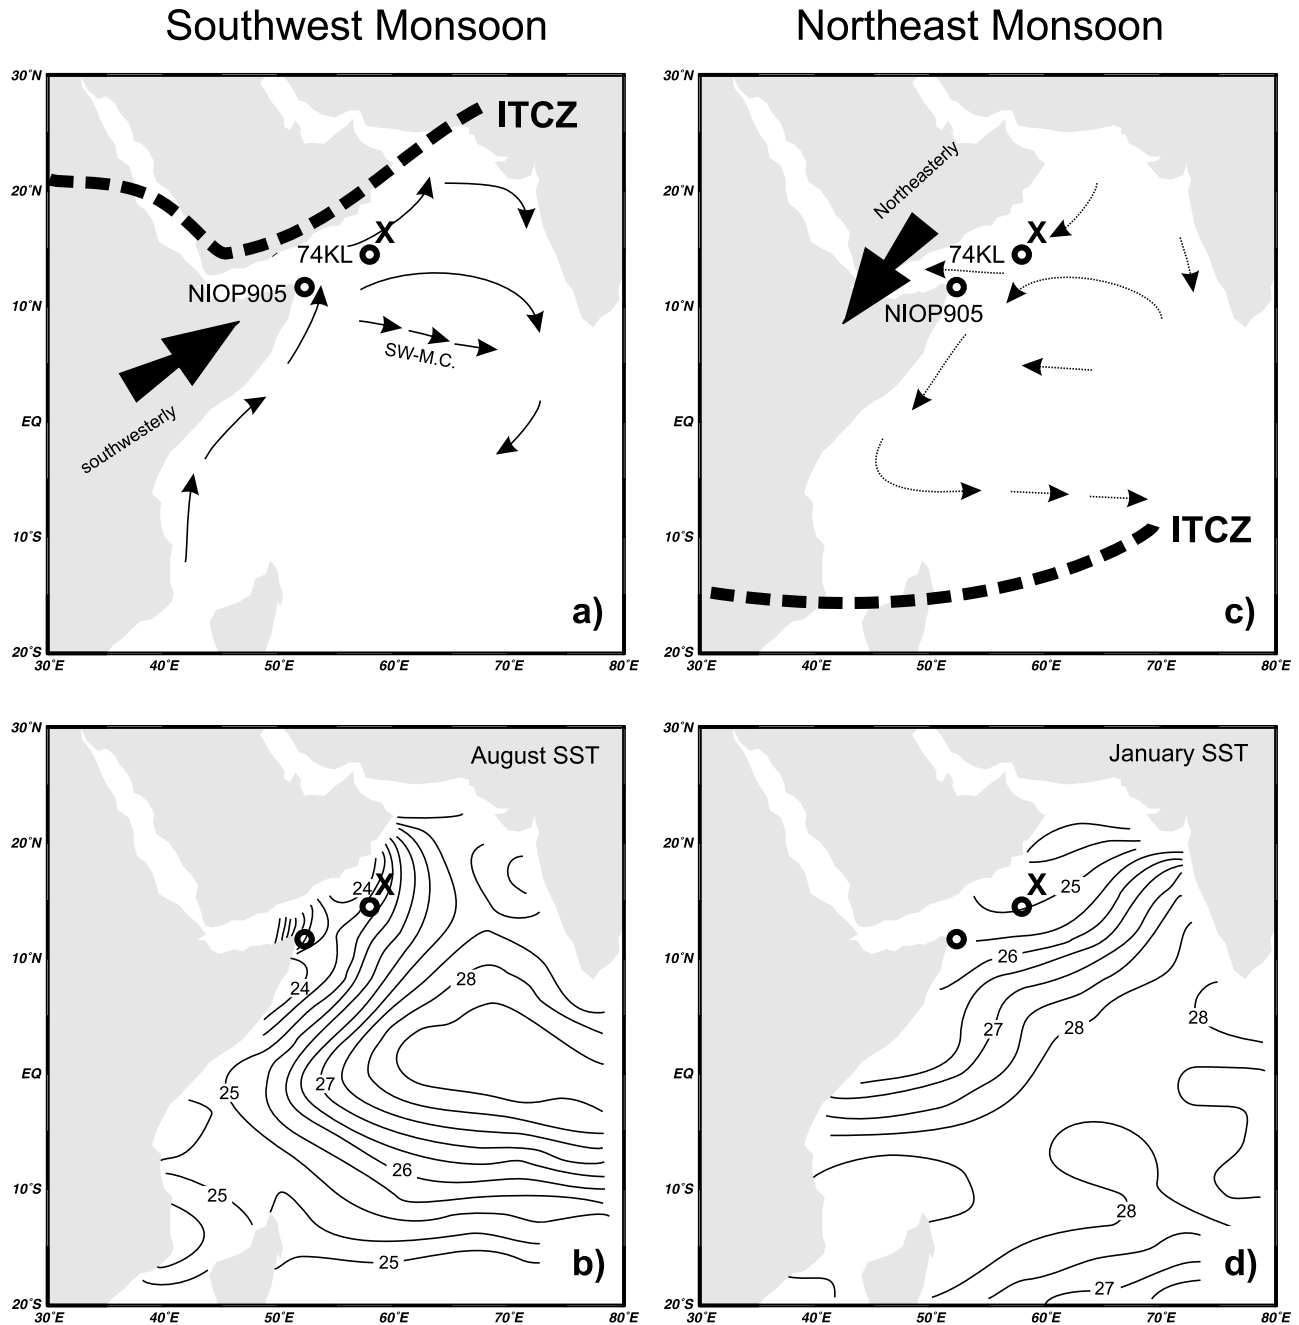 Southwest Monsoon
Northeast Monsoon
30°N
20°N
10°N
EQ
10°S
20°S
30°E
40°E
50°E
60°E
70°E
80°E
ITCZ
X
74KL
NIOP905
SW-M.C.
southwesterly
a)
30°N
20°N
10°N
EQ
10°S
20°S
30°E
40°E
50°E
60°E
70°E
80°E
Northeasterly
X
74KL
NIOP905
ITCZ
c)
30°N
20°N
10°N
EQ
10°S
20°S
30°E
40°E
50°E
60°E
70°E
80°E
August SST
24
X
24
28
25
27
26
25
25
b)
30°N
20°N
10°N
EQ
10°S
20°S
30°E
40°E
50°E
60°E
70°E
80°E
January SST
X
25
26
27
28
28
28
27
d)